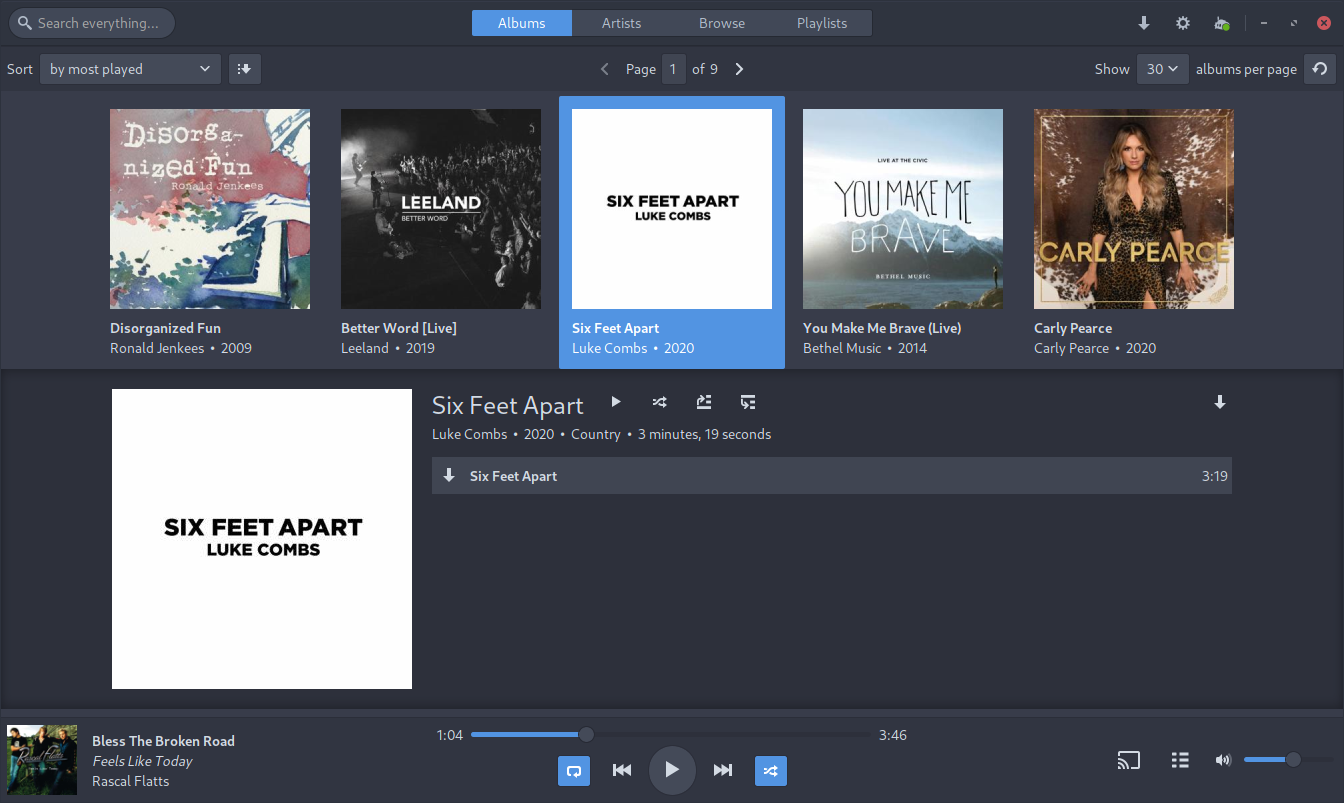 Search everything...
Albums
Artists
Browse
Playlists
Sort
by most played
Page 1 of 9
Show 30 albums per page
Disorga-
nized Fun
Ronald Jenkees
LEELAND
BETTER WORD
SIX FEET APART
LUKE COMBS
LIVE AT THE CIVIC
YOU MAKE ME
BRAVE
BETHEL MUSIC
CARLY PEARCE
Disorganized Fun
Ronald Jenkees • 2009
Better Word [Live]
Leeland • 2019
Six Feet Apart
Luke Combs • 2020
You Make Me Brave (Live)
Bethel Music • 2014
Carly Pearce
Carly Pearce • 2020
SIX FEET APART
LUKE COMBS
Six Feet Apart
Luke Combs • 2020 • Country • 3 minutes, 19 seconds
Six Feet Apart 3:19
Rascal Flatts
Bless The Broken Road
Feels Like Today
Rascal Flatts
1:04
3:46